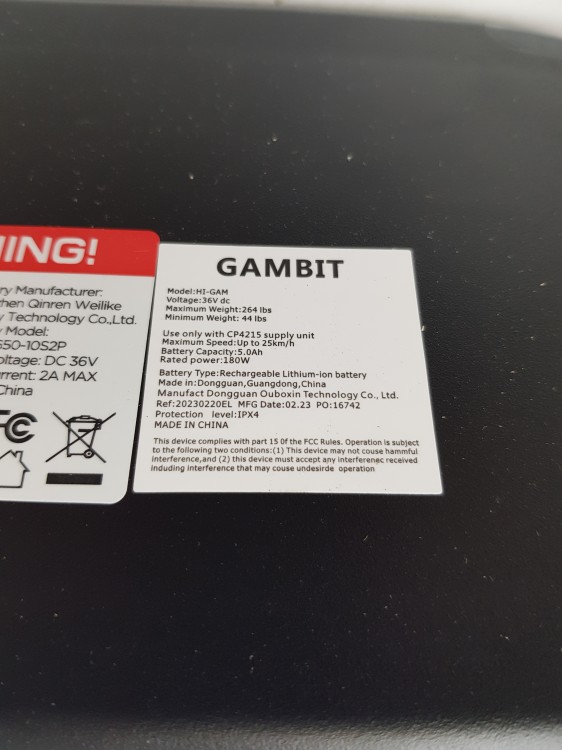 NING!
ry Manufacturer:
hen Qinren Weilike
y Technology Co.,Ltd.
y Model:
S50-10S2P
oltage: DC 36V
urrent: 2A MAX
China
FC
GAMBIT
Model:HI-GAM
Voltage:36V dc
Maximum Weight:264 lbs
Minimum Weight: 44 lbs
Use only with CP4215 supply unit
Maximum Speed:Up to 25km/h
Battery Capacity:5.0Ah
Rated power:180W
Battery Type:Rechargeable Lithium-ion battery
Made in:Dongguan,Guangdong,China
Manufact Dongguan Ouboxin Technology Co., Ltd.
Ref:20230220EL MFG Date:02.23 PO:16742
Protection level:IPX4
MADE IN CHINA
This device complies with part 15 0f the FCC Rules. Operation is subject
to the following two conditions:(1) This device may not couse hammful
interference,and (2) this device must accept any interferenec received
induding interference that may couse undesirde operation